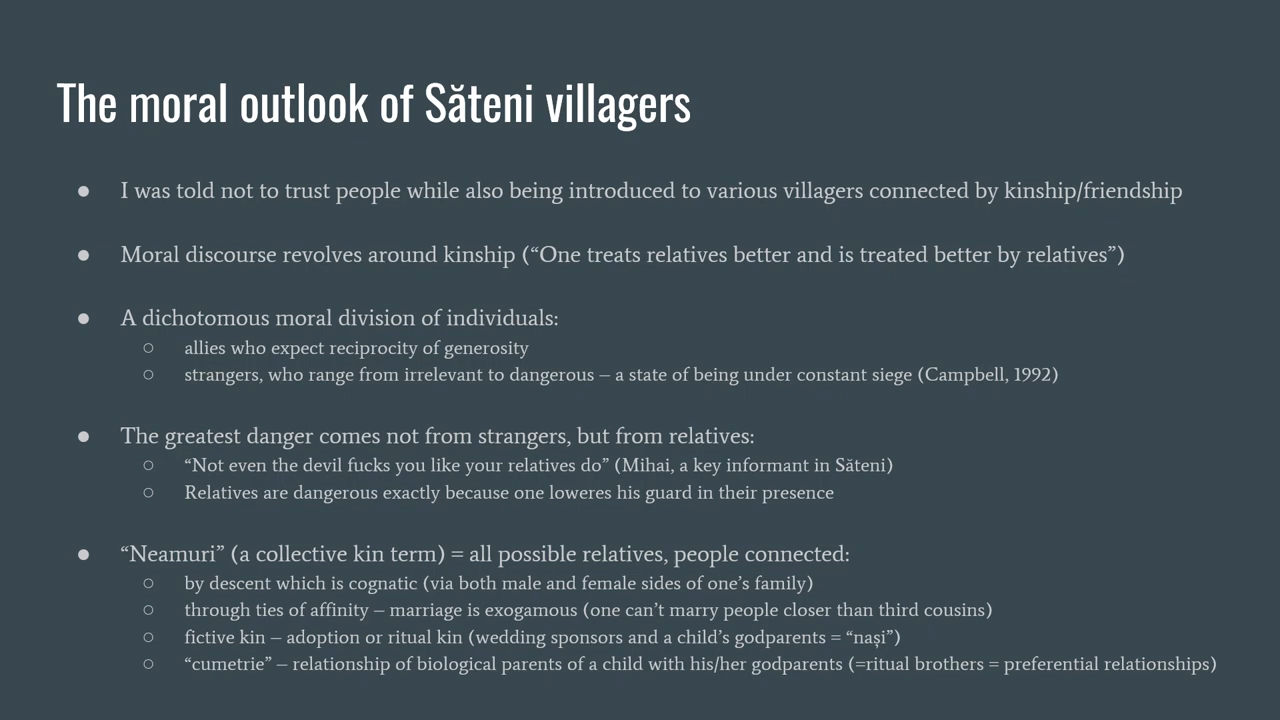 The moral outlook of Săteni villagers
● I was told not to trust people while also being introduced to various villagers connected by kinship/friendship
● Moral discourse revolves around kinship (“One treats relatives better and is treated better by relatives”)
● A dichotomous moral division of individuals:
○ allies who expect reciprocity of generosity
○ strangers, who range from irrelevant to dangerous – a state of being under constant siege (Campbell, 1992)
● The greatest danger comes not from strangers, but from relatives:
○ “Not even the devil fucks you like your relatives do” (Mihai, a key informant in Săteni)
○ Relatives are dangerous exactly because one loweres his guard in their presence
● “Neamuri” (a collective kin term) = all possible relatives, people connected:
○ by descent which is cognatic (via both male and female sides of one’s family)
○ through ties of affinity – marriage is exogamous (one can’t marry people closer than third cousins)
○ fictive kin – adoption or ritual kin (wedding sponsors and a child’s godparents = “nași”)
○ “cumetrie” – relationship of biological parents of a child with his/her godparents (=ritual brothers = preferential relationships)